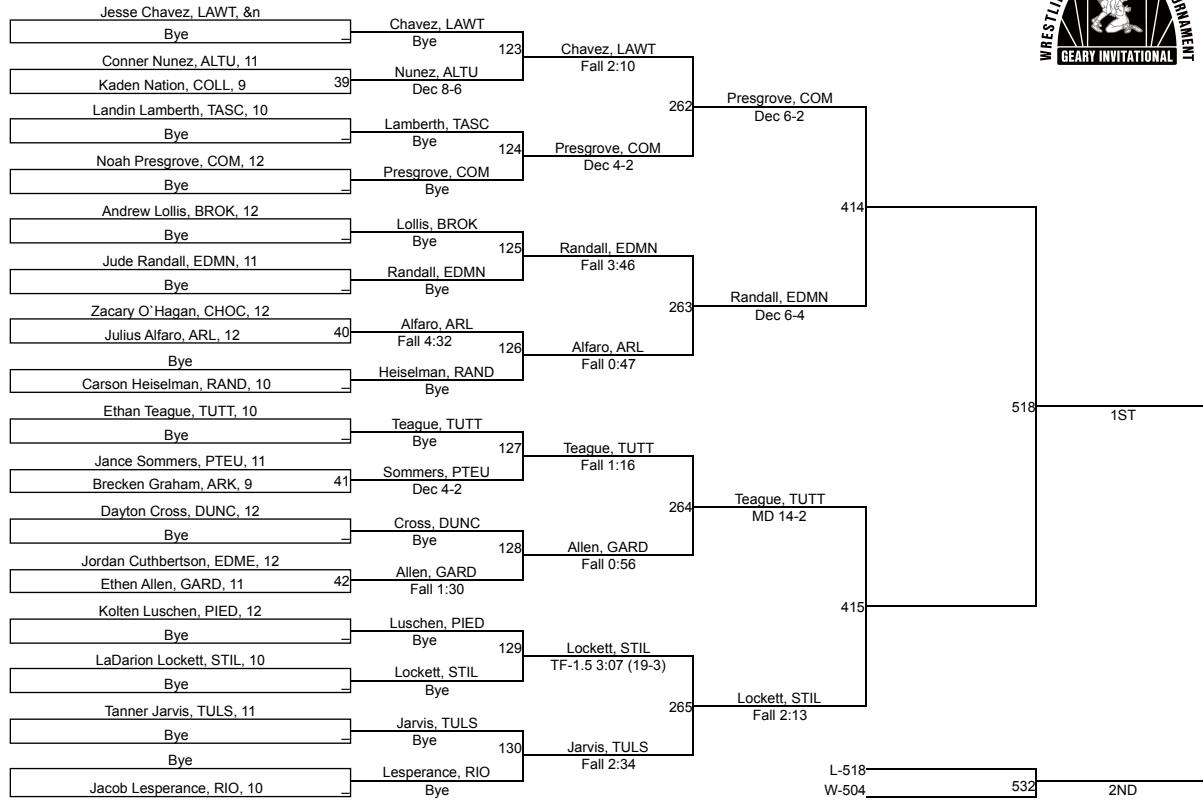 Jesse Chavez, LAWT, &n
Bye
_
Conner Nunez, ALTU, 11
Kaden Nation, COLL, 9
39
Landin Lamberth, TASC, 10
Bye
_
Noah Presgrove, COM, 12
Bye
_
Andrew Lollis, BROK, 12
Bye
_
Jude Randall, EDMN, 11
Bye
_
Zacary O`Hagan, CHOC, 12
Julius Alfaro, ARL, 12
40
Bye
Carson Heiselman, RAND, 10
_
Ethan Teague, TUTT, 10
Bye
_
Jance Sommers, PTEU, 11
Brecken Graham, ARK, 9
41
Dayton Cross, DUNC, 12
Bye
_
Jordan Cuthbertson, EDME, 12
Ethen Allen, GARD, 11
42
Kolten Luschen, PIED, 12
Bye
_
LaDarion Lockett, STIL, 10
Bye
_
Tanner Jarvis, TULS, 11
Bye
_
Bye
Jacob Lesperance, RIO, 10
_
Chavez, LAWT
Bye
123
Nunez, ALTU
Dec 8-6
Lamberth, TASC
Bye
124
Presgrove, COM
Bye
Lollis, BROK
Bye
125
Randall, EDMN
Bye
Alfaro, ARL
Fall 4:32
126
Heiselman, RAND
Bye
Teague, TUTT
Bye
127
Sommers, PTEU
Dec 4-2
Cross, DUNC
Bye
128
Allen, GARD
Fall 1:30
Luschen, PIED
Bye
129
Lockett, STIL
Bye
Jarvis, TULS
Bye
130
Lesperance, RIO
Bye
Chavez, LAWT
Fall 2:10
262
Presgrove, COM
Dec 4-2
Randall, EDMN
Fall 3:46
263
Alfaro, ARL
Fall 0:47
Teague, TUTT
Fall 1:16
264
Allen, GARD
Fall 0:56
Lockett, STIL
TF-1.5 3:07 (19-3)
265
Jarvis, TULS
Fall 2:34
Presgrove, COM
Dec 6-2
414
Randall, EDMN
Dec 6-4
Teague, TUTT
MD 14-2
415
Lockett, STIL
Fall 2:13
518
1ST
L-518
W-504
532
2ND
GEARY INVITATIONAL